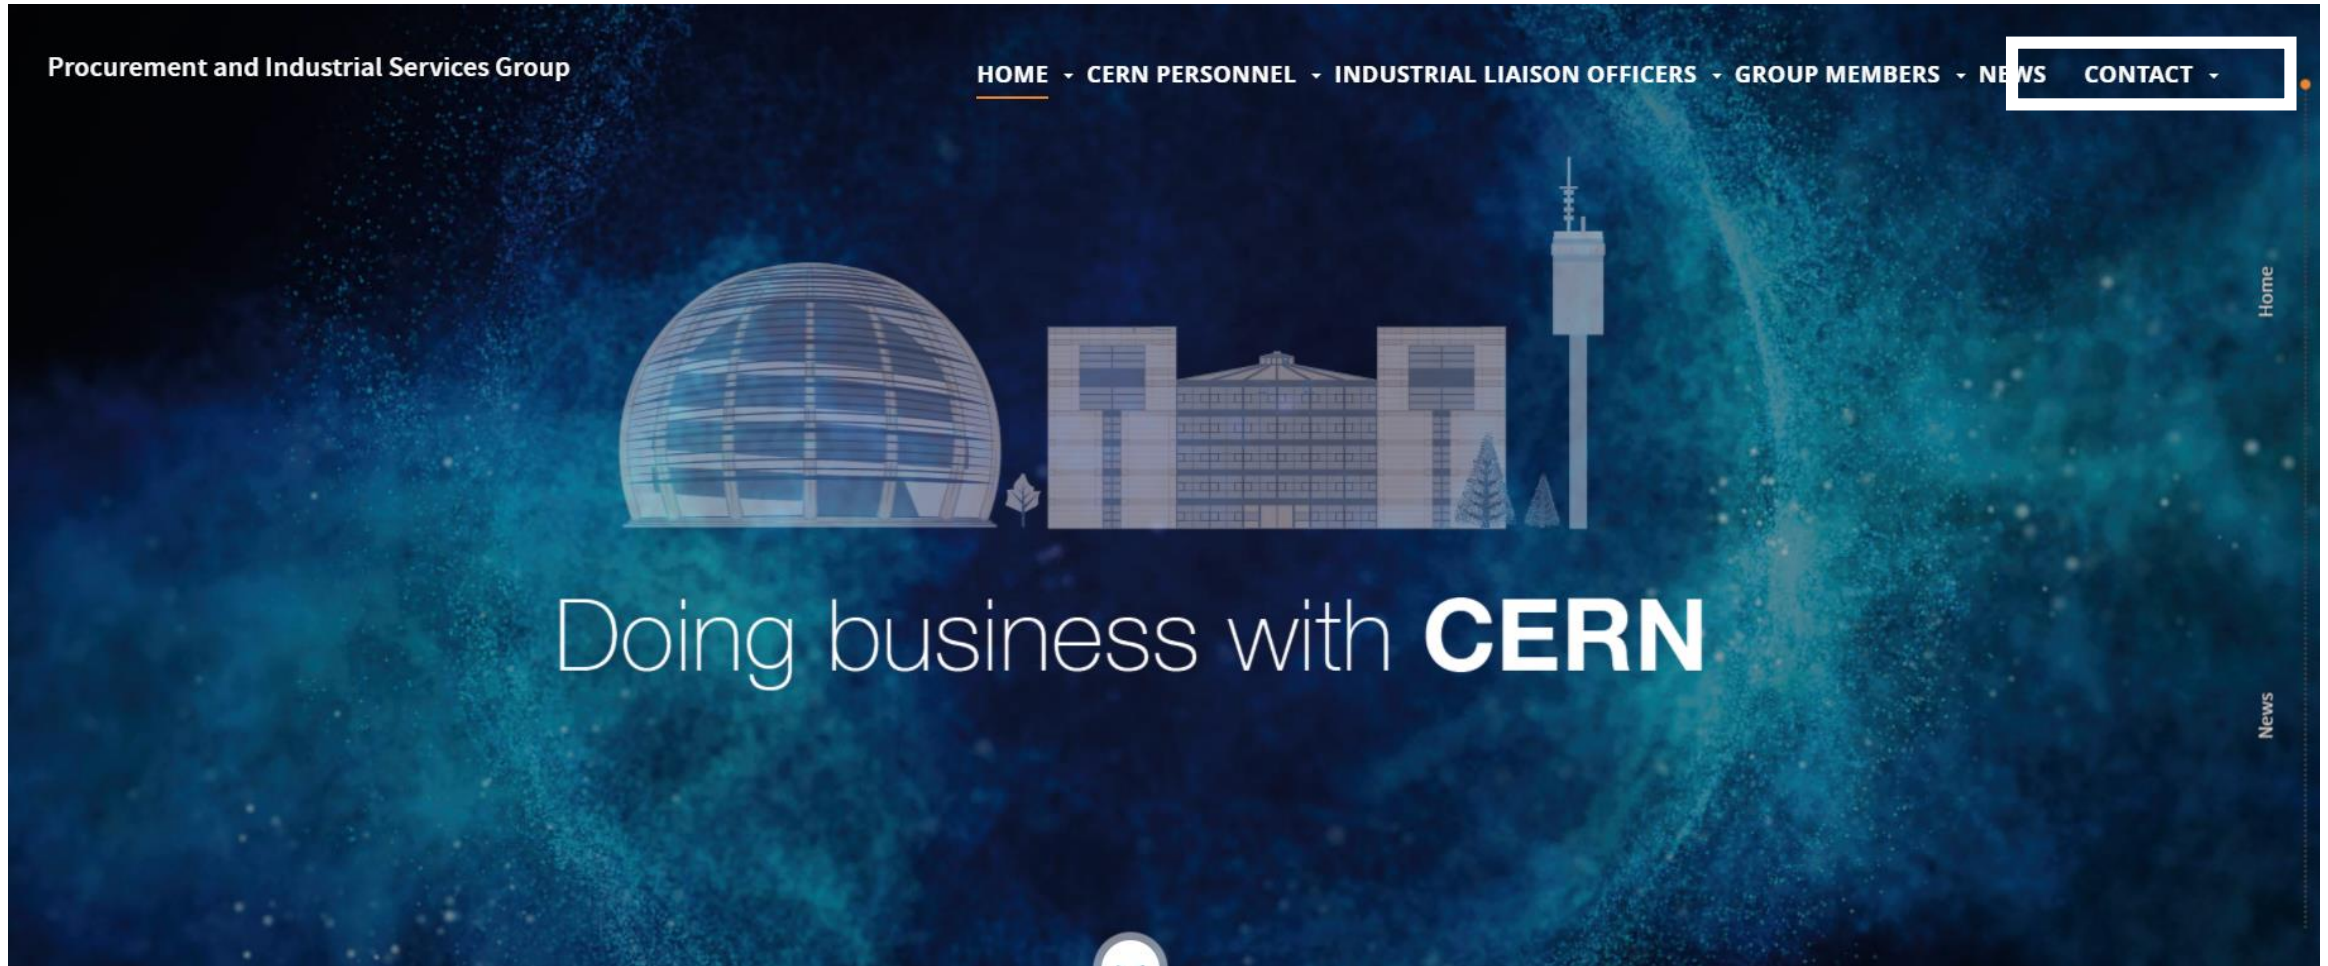 Procurement and Industrial Services Group
HOME CERN PERSONNEL INDUSTRIAL LIAISON OFFICERS GROUP MEMBERS NEWS CONTACT
Home
Doing business with CERN
News